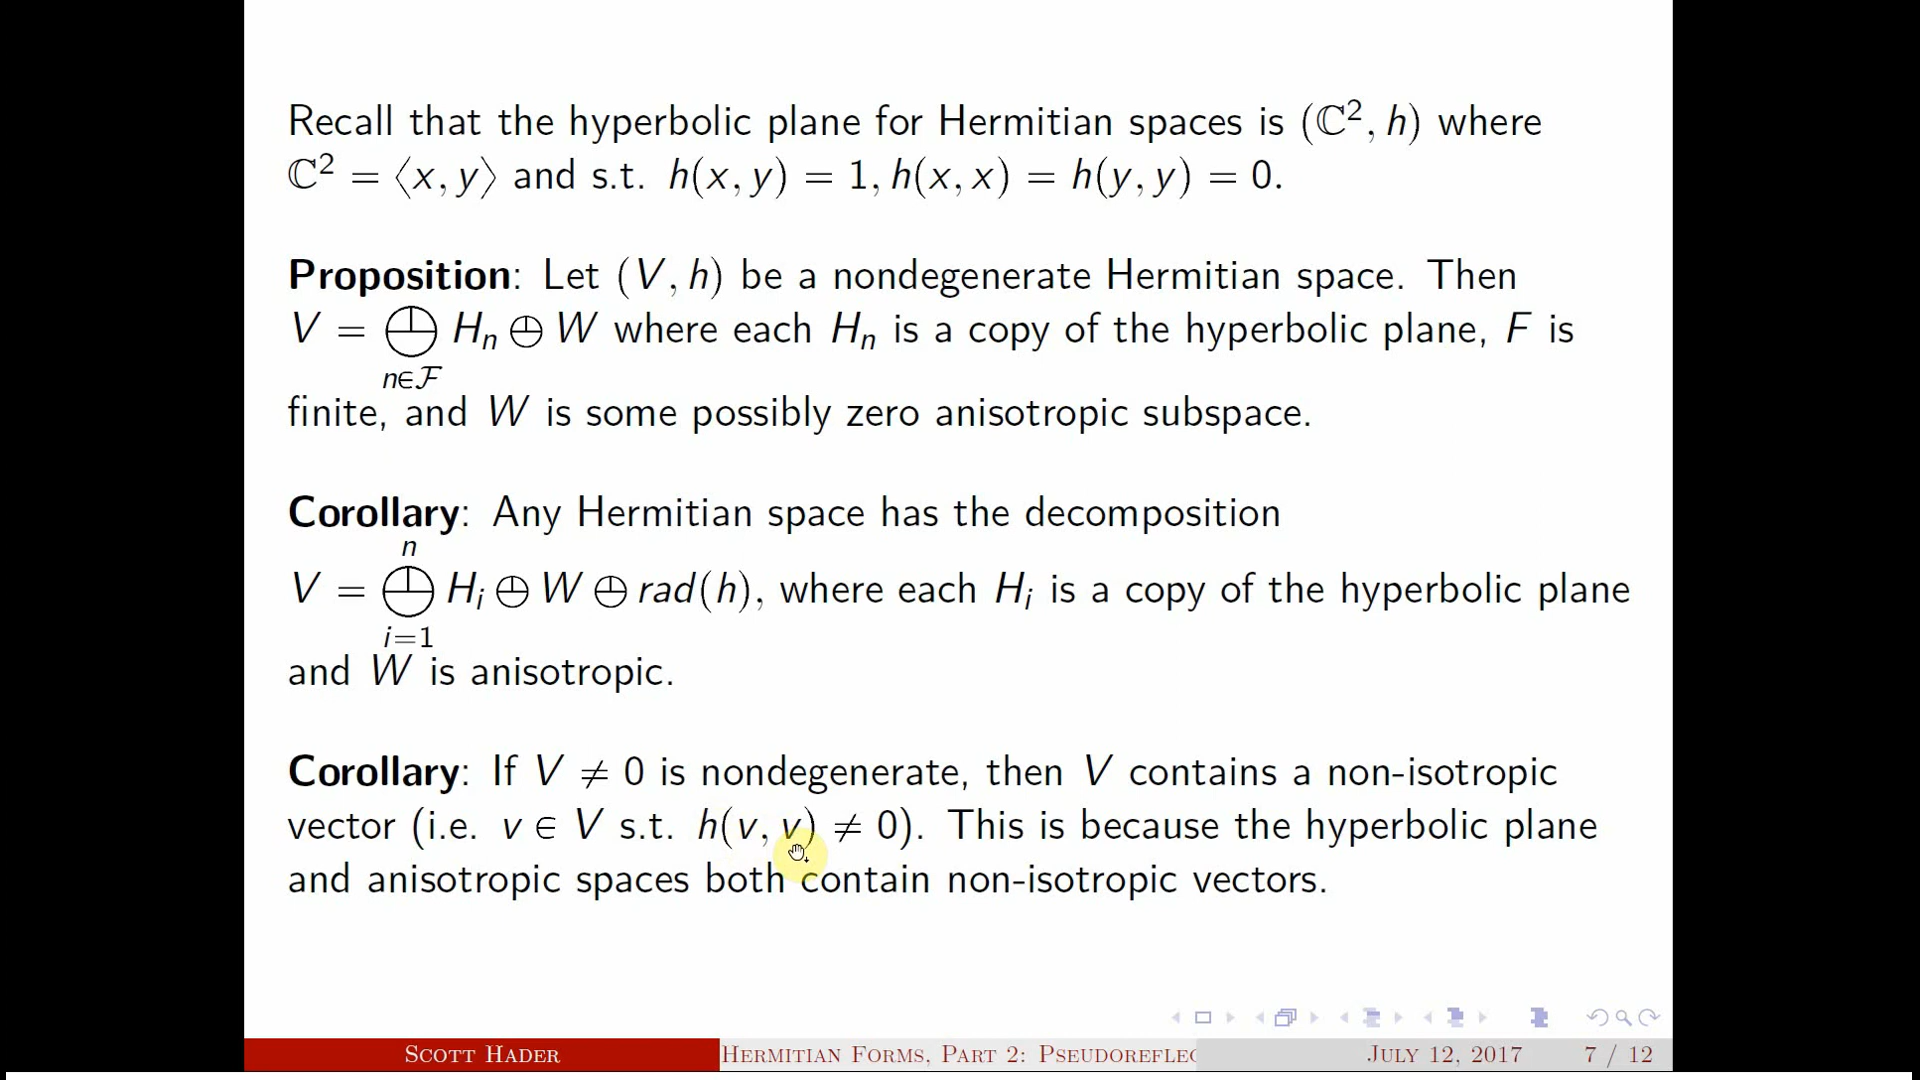 Recall that the hyperbolic plane for Hermitian spaces is (ℂ², h) where
ℂ² = ⟨x, y⟩ and s.t. h(x, y) = 1, h(x, x) = h(y, y) = 0.
Proposition: Let (V, h) be a nondegenerate Hermitian space. Then
V = ⦹ Hₙ ⦹ W where each Hₙ is a copy of the hyperbolic plane, F is
n∈ℱ
finite, and W is some possibly zero anisotropic subspace.
Corollary: Any Hermitian space has the decomposition
n
V = ⦹ Hᵢ ⦹ W ⦹ rad(h), where each Hᵢ is a copy of the hyperbolic plane
i=1
and W is anisotropic.
Corollary: If V ≠ 0 is nondegenerate, then V contains a non-isotropic
vector (i.e. v ∈ V s.t. h(v, v) ≠ 0). This is because the hyperbolic plane
and anisotropic spaces both contain non-isotropic vectors.
Scott Hader Hermitian Forms, Part 2: Pseudoreflec July 12, 2017 7 / 12